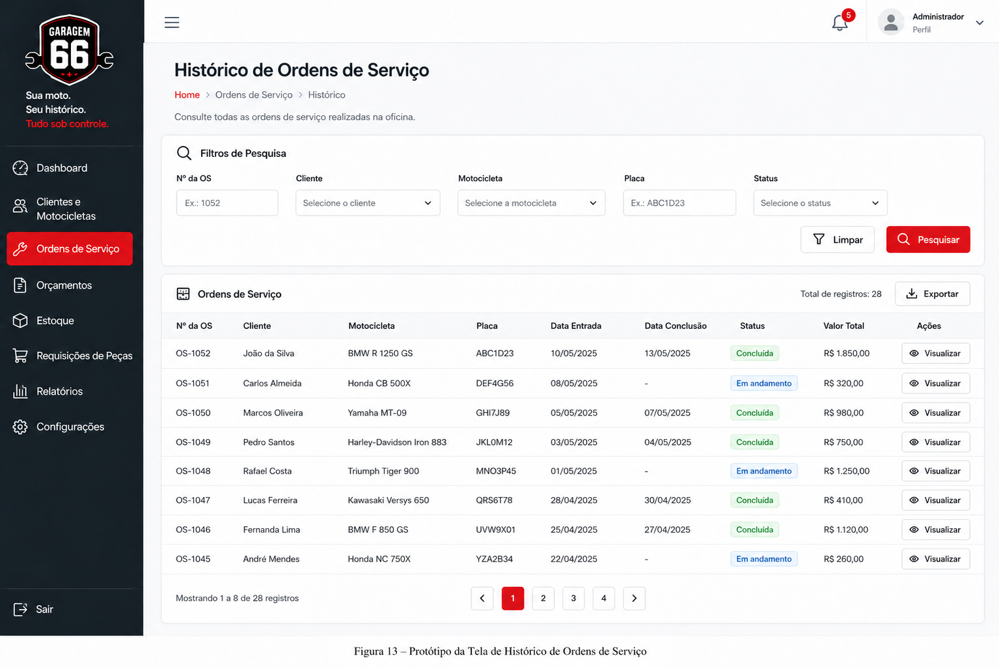 GARAGEM
66
Sua moto.
Seu histórico.
Tudo sob controle.
Dashboard
Clientes e
Motocicletas
Ordens de Serviço
Orçamentos
Estoque
Requisições de Peças
Relatórios
Configurações
Sair
5
Administrador
Perfil
Histórico de Ordens de Serviço
Home > Ordens de Serviço > Histórico
Consulte todas as ordens de serviço realizadas na oficina.
Filtros de Pesquisa
Nº da OS Cliente Motocicleta Placa Status
Ex.: 1052 Selecione o cliente Selecione a motocicleta Ex.: ABC1D23 Selecione o status
Limpar Pesquisar
Ordens de Serviço Total de registros: 28 Exportar
Nº da OS Cliente Motocicleta Placa Data Entrada Data Conclusão Status Valor Total Ações
OS-1052 João da Silva BMW R 1250 GS ABC1D23 10/05/2025 13/05/2025 Concluída R$ 1.850,00 Visualizar
OS-1051 Carlos Almeida Honda CB 500X DEF4G56 08/05/2025 - Em andamento R$ 320,00 Visualizar
OS-1050 Marcos Oliveira Yamaha MT-09 GHI7J89 05/05/2025 07/05/2025 Concluída R$ 980,00 Visualizar
OS-1049 Pedro Santos Harley-Davidson Iron 883 JKL0M12 03/05/2025 04/05/2025 Concluída R$ 750,00 Visualizar
OS-1048 Rafael Costa Triumph Tiger 900 MNO3P45 01/05/2025 - Em andamento R$ 1.250,00 Visualizar
OS-1047 Lucas Ferreira Kawasaki Versys 650 QRS6T78 28/04/2025 30/04/2025 Concluída R$ 410,00 Visualizar
OS-1046 Fernanda Lima BMW F 850 GS UVW9X01 25/04/2025 27/04/2025 Concluída R$ 1.120,00 Visualizar
OS-1045 André Mendes Honda NC 750X YZA2B34 22/04/2025 - Em andamento R$ 260,00 Visualizar
Mostrando 1 a 8 de 28 registros < 1 2 3 4 >
Figura 13 – Protótipo da Tela de Histórico de Ordens de Serviço